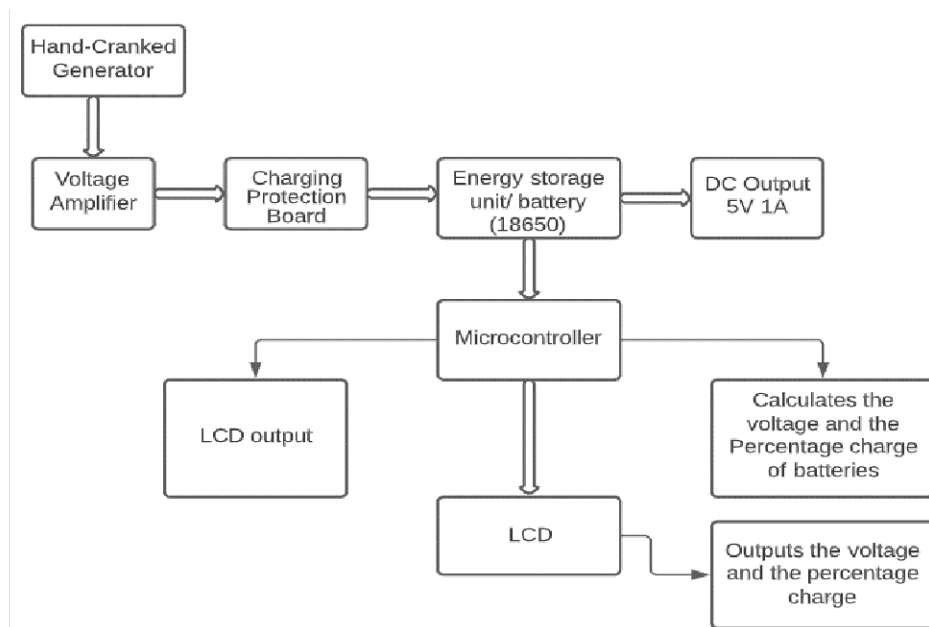 Hand-Cranked
Generator
Voltage
Amplifier
Charging
Protection
Board
Energy storage
unit/ battery
(18650)
DC Output
5V 1A
Microcontroller
LCD output
Calculates the
voltage and the
Percentage charge
of batteries
LCD
Outputs the voltage
and the percentage
charge